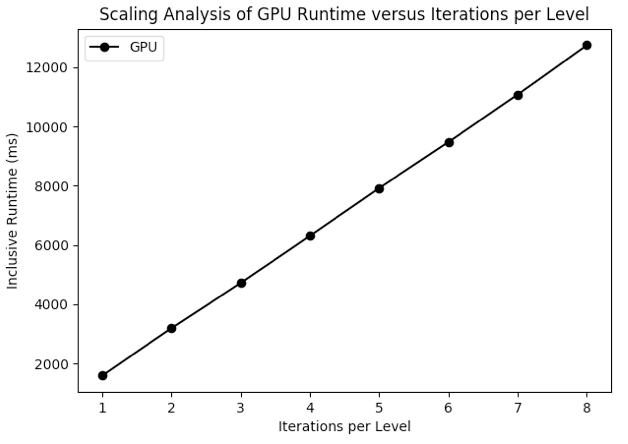 Scaling Analysis of GPU Runtime versus Iterations per Level
GPU
Inclusive Runtime (ms)
12000
10000
8000
6000
4000
2000
1 2 3 4 5 6 7 8
Iterations per Level